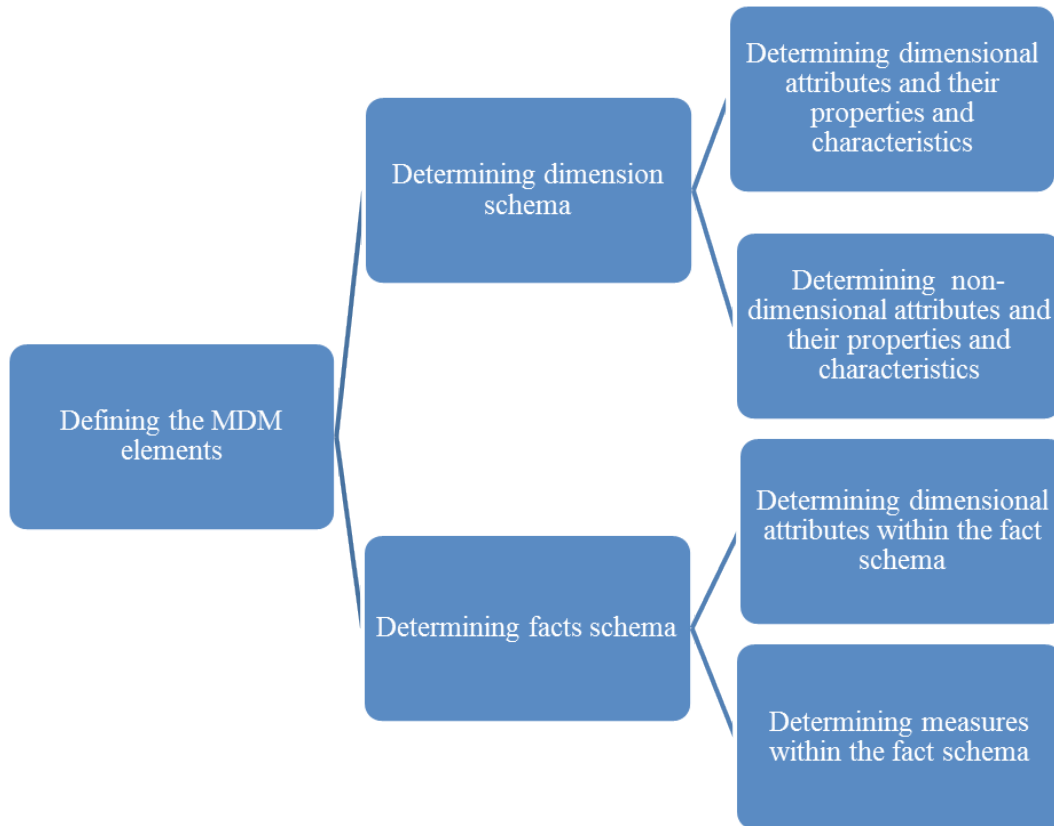 Defining the MDM
elements
Determining dimension
schema
Determining dimensional
attributes and their
properties and
characteristics
Determining non-
dimensional attributes and
their properties and
characteristics
Determining facts schema
Determining dimensional
attributes within the fact
schema
Determining measures
within the fact schema